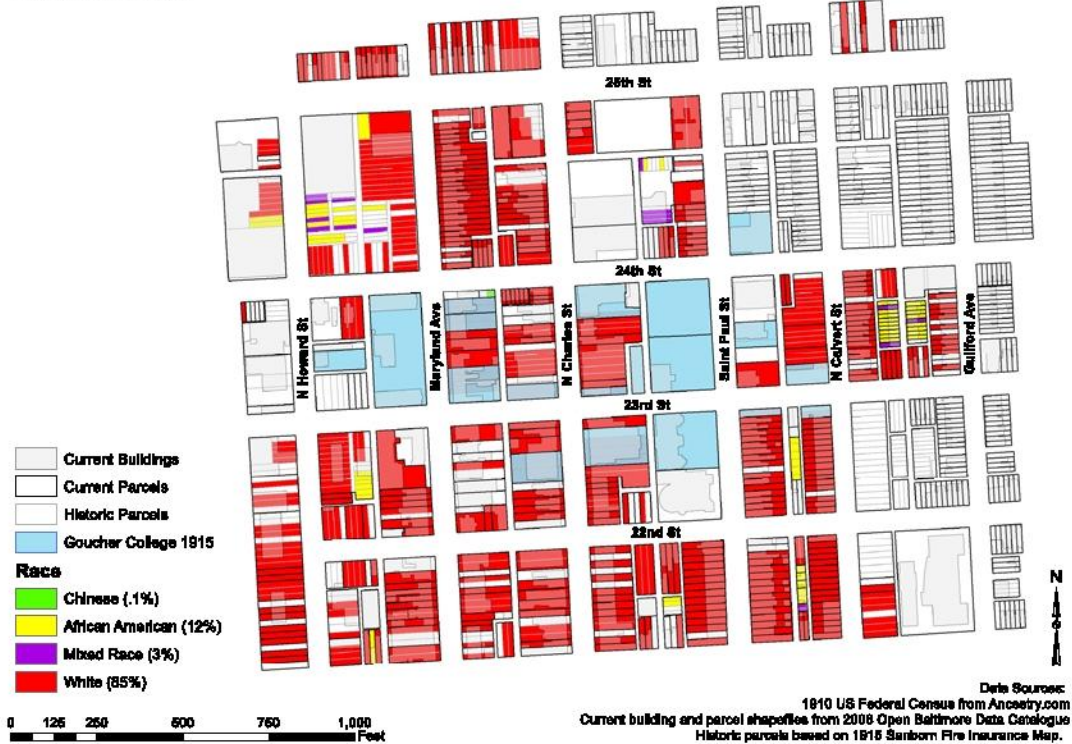 25th St
24th St
N Howard St
Maryland Ave
N Charles St
Saint Paul St
N Calvert St
Guilford Ave
23rd St
22nd St
Current Buildings
Current Parcels
Historic Parcels
Goucher College 1915
Race
Chinese (.1%)
African American (12%)
Mixed Race (3%)
White (85%)
0 125 250 500 750 1,000
Feet
N
Data Sources:
1910 US Federal Census from Ancestry.com
Current building and parcel shapefiles from 2008 Open Baltimore Data Catalogue
Historic parcels based on 1915 Sanborn Fire Insurance Map.